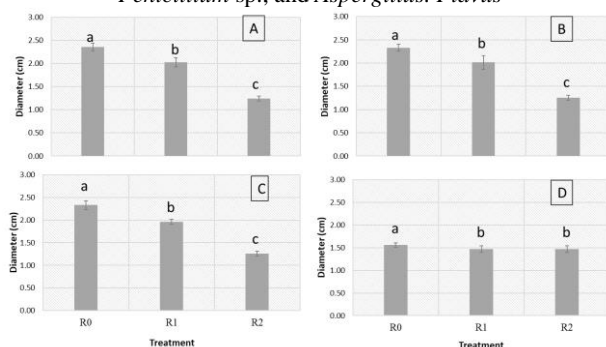 Penicillium spp., and Aspergillus. Flavus
A
3.00
2.50
2.00
1.50
1.00
0.50
0.00
Diameter (cm)
a
b
c
B
3.00
2.50
2.00
1.50
1.00
0.50
0.00
Diameter (cm)
a
b
c
C
3.00
2.50
2.00
1.50
1.00
0.50
0.00
Diameter (cm)
a
b
c
R0
R1
R2
Treatment
D
3.00
2.50
2.00
1.50
1.00
0.50
0.00
Diameter (cm)
a
b
b
R0
R1
R2
Treatment